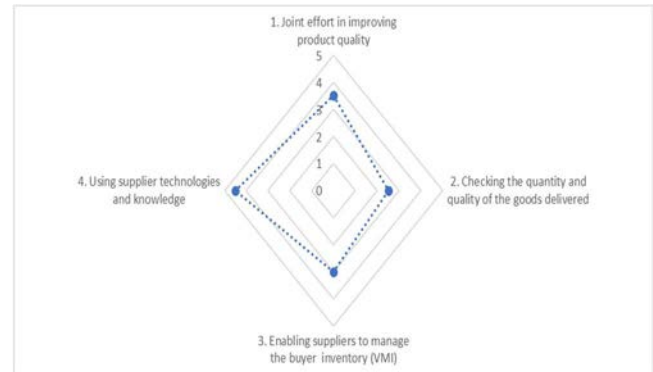 1. Joint effort in improving
product quality
5
4
3
2
1
0
4. Using supplier technologies
and knowledge
2. Checking the quantity and
quality of the goods delivered
3. Enabling suppliers to manage
the buyer inventory (VMI)